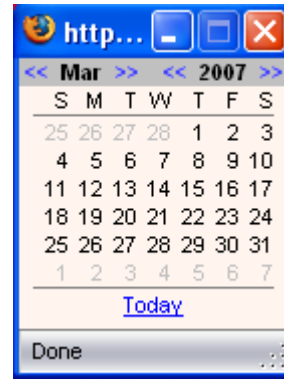 http...
<< Mar >> << 2007 >>
S M T W T F S
25 26 27 28 1 2 3
4 5 6 7 8 9 10
11 12 13 14 15 16 17
18 19 20 21 22 23 24
25 26 27 28 29 30 31
1 2 3 4 5 6 7
Today
Done